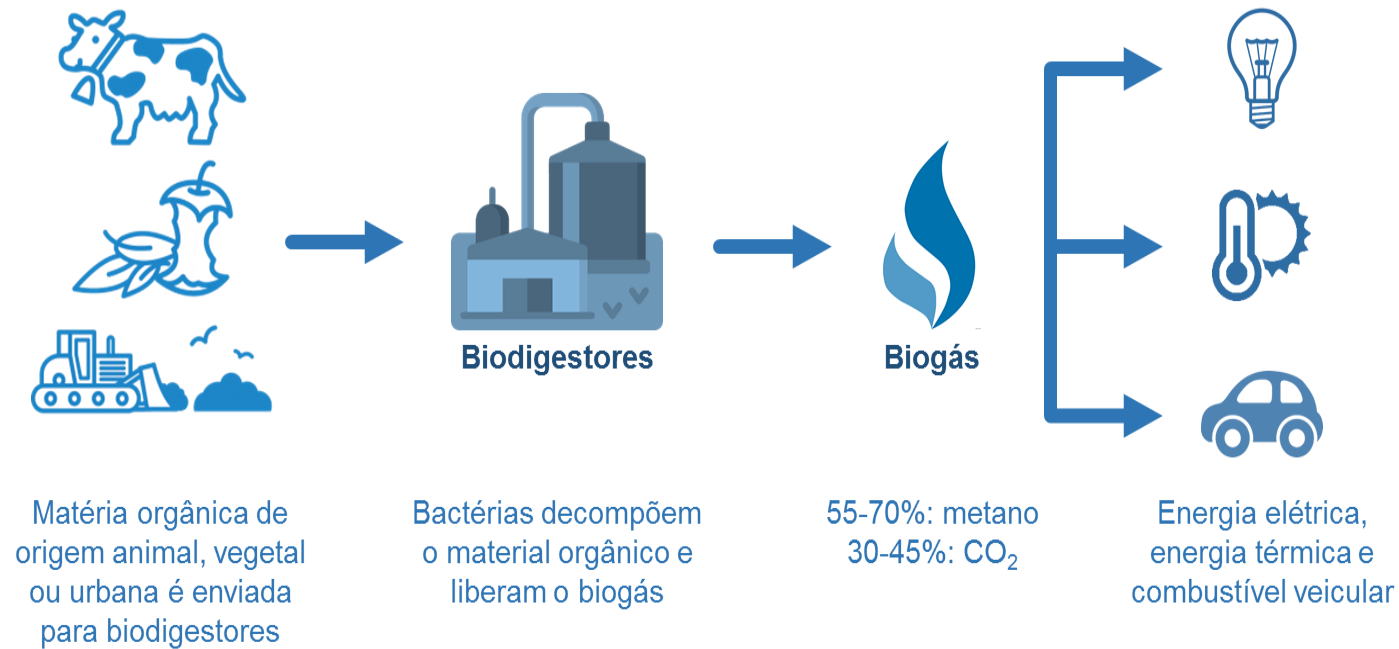 Biodigestores
Biogás
Matéria orgânica de
origem animal, vegetal
ou urbana é enviada
para biodigestores
Bactérias decompõem
o material orgânico e
liberam o biogás
55-70%: metano
30-45%: CO₂
Energia elétrica,
energia térmica e
combustível veicular